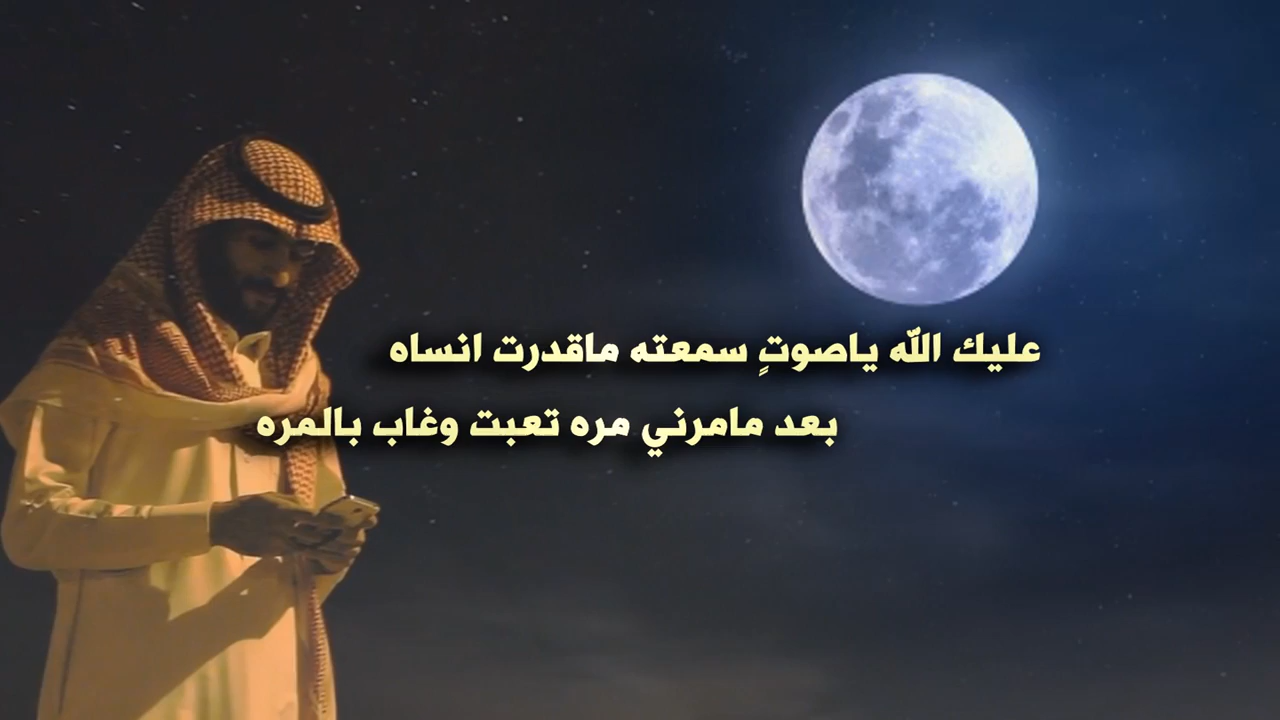 عليك الله ياصوتٍ سمعته ماقدرت انساه
بعد مامرني مره تعبت وغاب بالمره